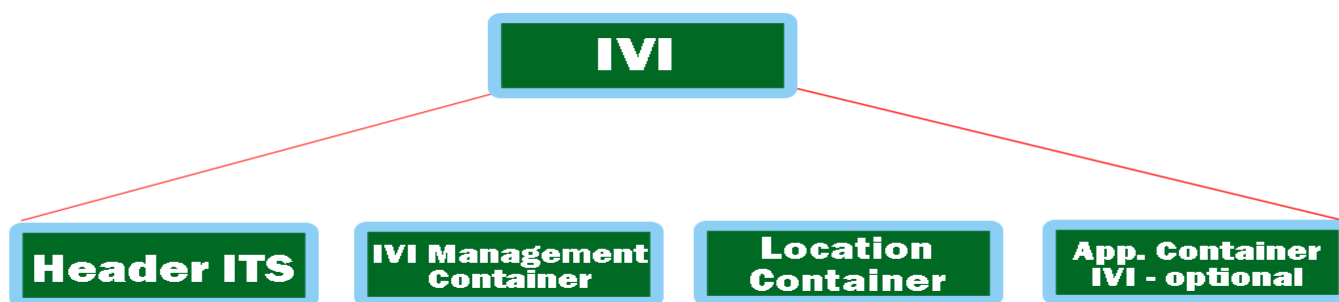 IVI
Header ITS
IVI Management
Container
Location
Container
App. Container
IVI - optional